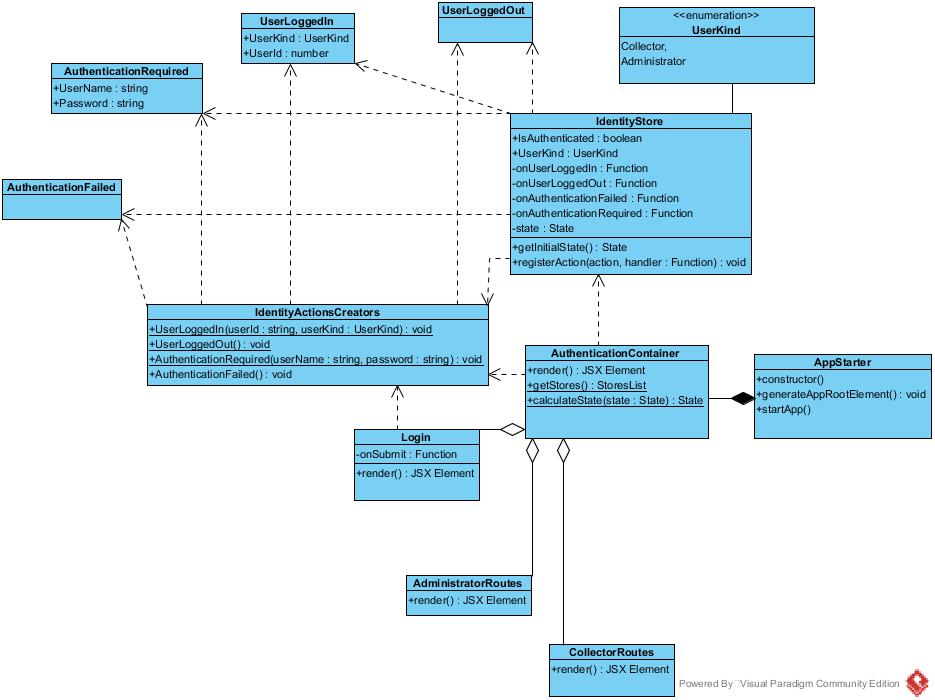 UserLoggedIn
+UserKind : UserKind
+UserId : number
UserLoggedOut
<<enumeration>>
UserKind
Collector,
Administrator
AuthenticationRequired
+UserName : string
+Password : string
IdentityStore
+IsAuthenticated : boolean
+UserKind : UserKind
-onUserLoggedIn : Function
-onUserLoggedOut : Function
-onAuthenticationFailed : Function
-onAuthenticationRequired : Function
-state : State
+getInitialState() : State
+registerAction(action, handler : Function) : void
AuthenticationFailed
IdentityActionsCreators
+UserLoggedIn(userId : string, userKind : UserKind) : void
+UserLoggedOut() : void
+AuthenticationRequired(userName : string, password : string) : void
+AuthenticationFailed() : void
AuthenticationContainer
+render() : JSX Element
+getStores() : StoresList
+calculateState(state : State) : State
AppStarter
+constructor()
+generateAppRootElement() : void
+startApp()
Login
-onSubmit : Function
+render() : JSX Element
AdministratorRoutes
+render() : JSX Element
CollectorRoutes
+render() : JSX Element
Powered By Visual Paradigm Community Edition